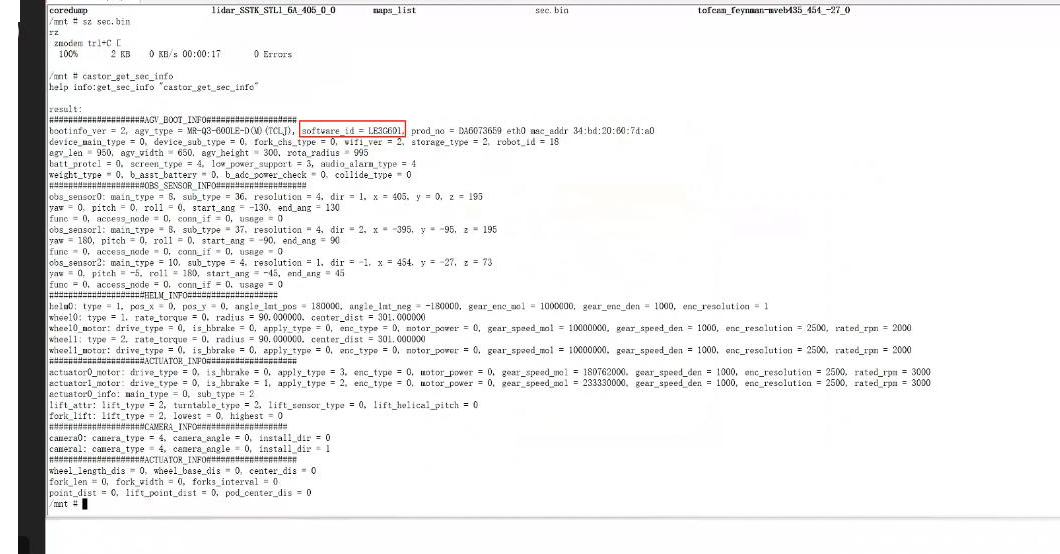 coredump lidar_SSTK_STL1_6A_405_0_0 maps_list sec.bin tofcam_feynman-mveb435_454_-27_0
/mnt # sz sec.bin
rz
zmodem trl+C [
100% 2 KB 0 KB/s 00:00:17 0 Errors
/mnt # castor_get_sec_info
help info:get_sec_info "castor_get_sec_info"
result:
####################AGV_BOOT_INFO###################
bootinfo_ver = 2, agv_type = MR-Q3-600LE-D(M)(TCLJ), software_id = LE3G601, prod_no = DA6073659 eth0 mac_addr 34:bd:20:60:7d:a0
device_main_type = 0, device_sub_type = 0, fork_chs_type = 0, wifi_ver = 2, storage_type = 2, robot_id = 18
agv_len = 950, agv_width = 650, agv_height = 300, rota_radius = 995
batt_protcl = 0, screen_type = 4, low_power_support = 3, audio_alarm_type = 4
weight_type = 0, b_asst_battery = 0, b_adc_power_check = 0, collide_type = 0
####################OBS_SENSOR_INFO###################
obs_sensor0: main_type = 8, sub_type = 36, resolution = 4, dir = 1, x = 405, y = 0, z = 195
yaw = 0, pitch = 0, roll = 0, start_ang = -130, end_ang = 130
func = 0, access_node = 0, conn_if = 0, usage = 0
obs_sensor1: main_type = 8, sub_type = 37, resolution = 4, dir = 2, x = -395, y = -95, z = 195
yaw = 180, pitch = 0, roll = 0, start_ang = -90, end_ang = 90
func = 0, access_node = 0, conn_if = 0, usage = 0
obs_sensor2: main_type = 10, sub_type = 4, resolution = 1, dir = -1, x = 454, y = -27, z = 73
yaw = 0, pitch = -5, roll = 180, start_ang = -45, end_ang = 45
func = 0, access_node = 0, conn_if = 0, usage = 0
####################HELM_INFO###################
helm0: type = 1, pos_x = 0, pos_y = 0, angle_lmt_pos = 180000, angle_lmt_neg = -180000, gear_enc_mol = 1000000, gear_enc_den = 1000, enc_resolution = 1
wheel0: type = 1, rate_torque = 0, radius = 90.000000, center_dist = 301.000000
wheel0_motor: drive_type = 0, is_hbrake = 0, apply_type = 0, enc_type = 0, motor_power = 0, gear_speed_mol = 10000000, gear_speed_den = 1000, enc_resolution = 2500, rated_rpm = 2000
wheel1: type = 2, rate_torque = 0, radius = 90.000000, center_dist = 301.000000
wheel1_motor: drive_type = 0, is_hbrake = 0, apply_type = 0, enc_type = 0, motor_power = 0, gear_speed_mol = 10000000, gear_speed_den = 1000, enc_resolution = 2500, rated_rpm = 2000
####################ACTUATOR_INFO###################
actuator0_motor: drive_type = 0, is_hbrake = 0, apply_type = 3, enc_type = 0, motor_power = 0, gear_speed_mol = 189762000, gear_speed_den = 1000, enc_resolution = 2500, rated_rpm = 3000
actuator1_motor: drive_type = 0, is_hbrake = 1, apply_type = 2, enc_type = 0, motor_power = 0, gear_speed_mol = 233330000, gear_speed_den = 1000, enc_resolution = 2500, rated_rpm = 3000
actuator0_info: main_type = 0, sub_type = 2
lift_attr: lift_type = 2, turntable_type = 2, lift_sensor_type = 0, lift_helical_pitch = 0
fork_lift: lift_type = 2, lowest = 0, highest = 0
####################CAMERA_INFO###################
camera0: camera_type = 4, camera_angle = 0, install_dir = 0
camera1: camera_type = 4, camera_angle = 0, install_dir = 1
####################ACTUATOR_INFO###################
wheel_length_dis = 0, wheel_base_dis = 0, center_dis = 0
fork_len = 0, fork_width = 0, forks_interval = 0
point_dist = 0, lift_point_dist = 0, pod_center_dis = 0
/mnt #